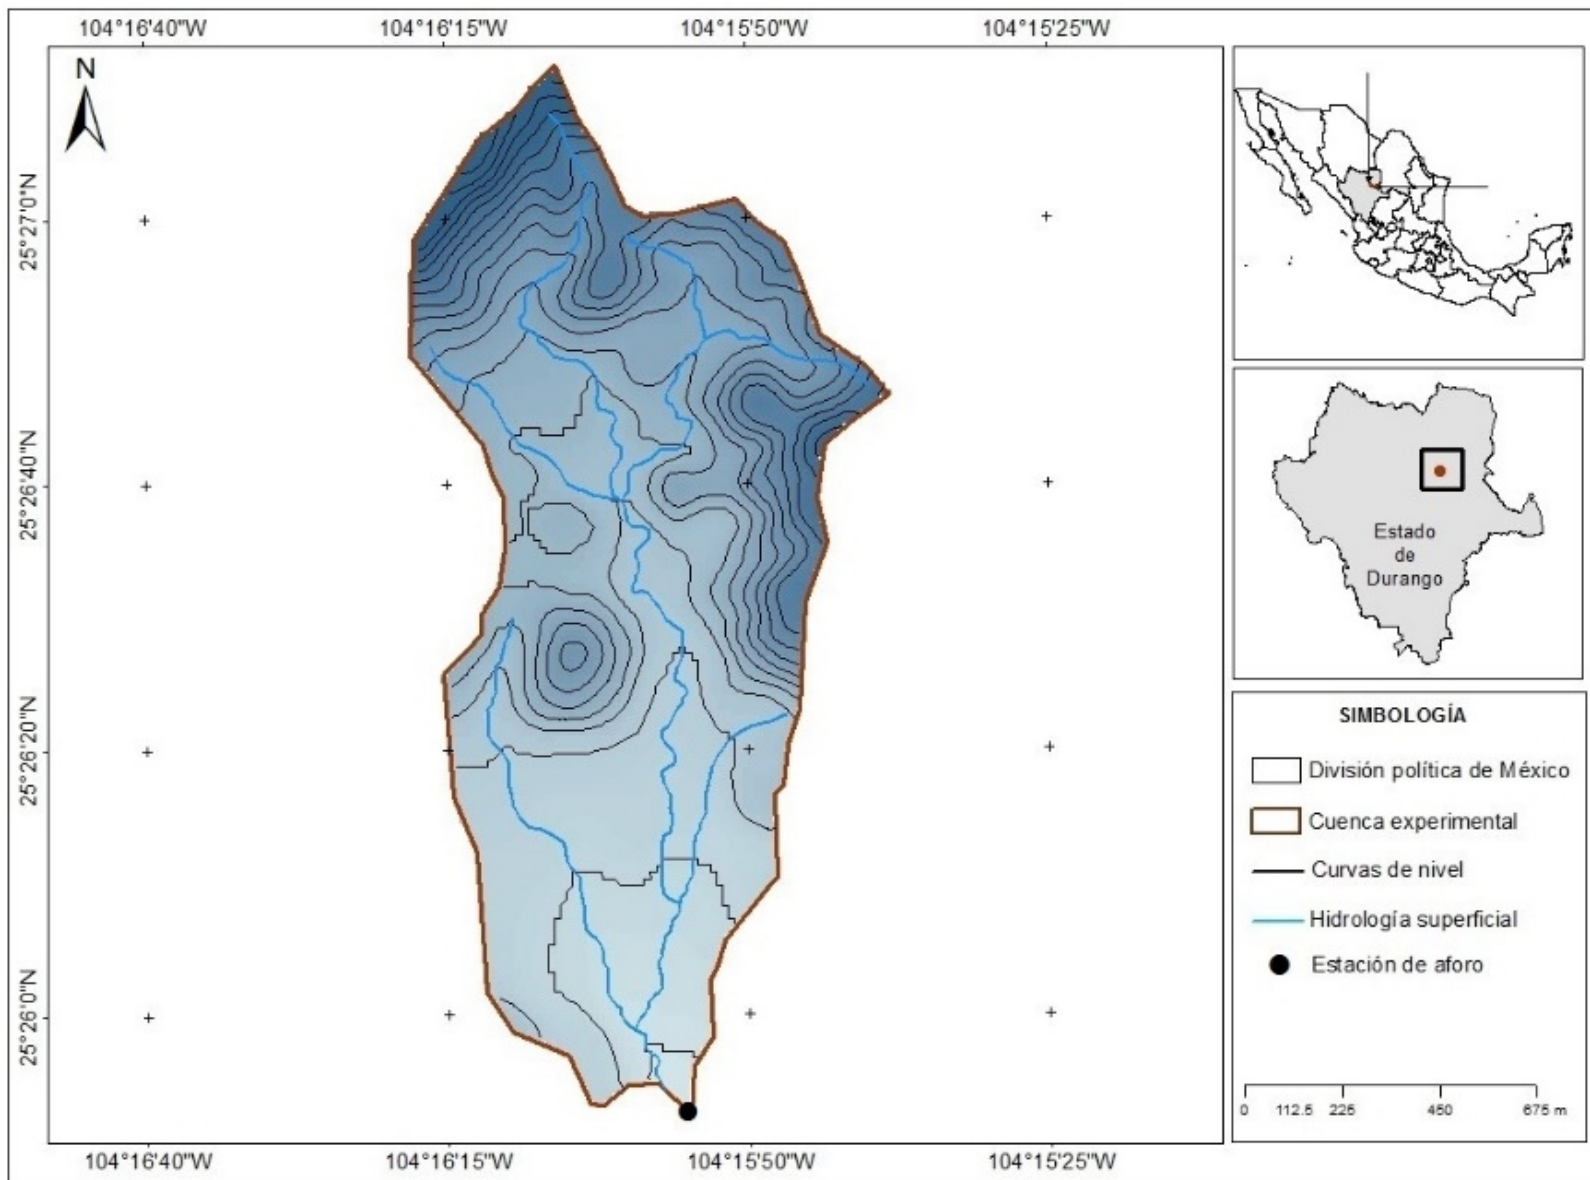 104°16'40"W 104°16'15"W 104°15'50"W 104°15'25"W
N
25°27'0"N
25°26'40"N
25°26'20"N
25°26'0"N
104°16'40"W 104°16'15"W 104°15'50"W 104°15'25"W
Estado
de
Durango
SIMBOLOGÍA
División política de México
Cuenca experimental
Curvas de nivel
Hidrología superficial
Estación de aforo
0 112.5 225 450 675 m